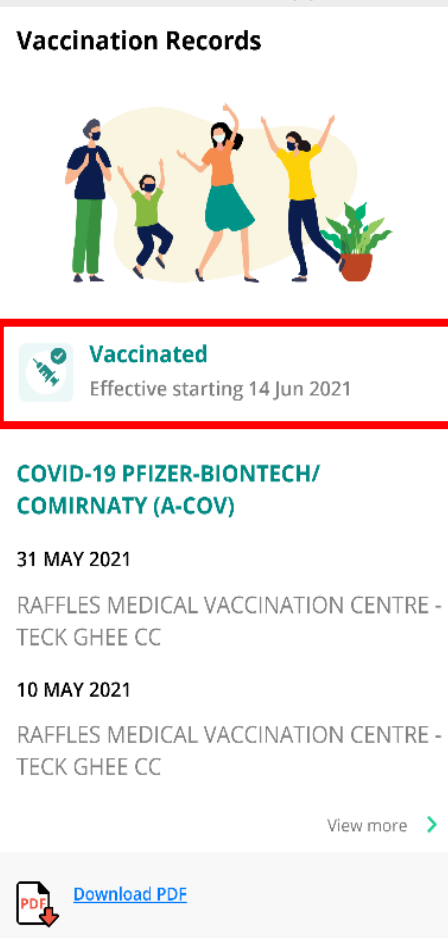 Vaccination Records
Vaccinated
Effective starting 14 Jun 2021
COVID-19 PFIZER-BIONTECH/
COMIRNATY (A-COV)
31 MAY 2021
RAFFLES MEDICAL VACCINATION CENTRE -
TECK GHEE CC
10 MAY 2021
RAFFLES MEDICAL VACCINATION CENTRE -
TECK GHEE CC
View more
PDF
Download PDF